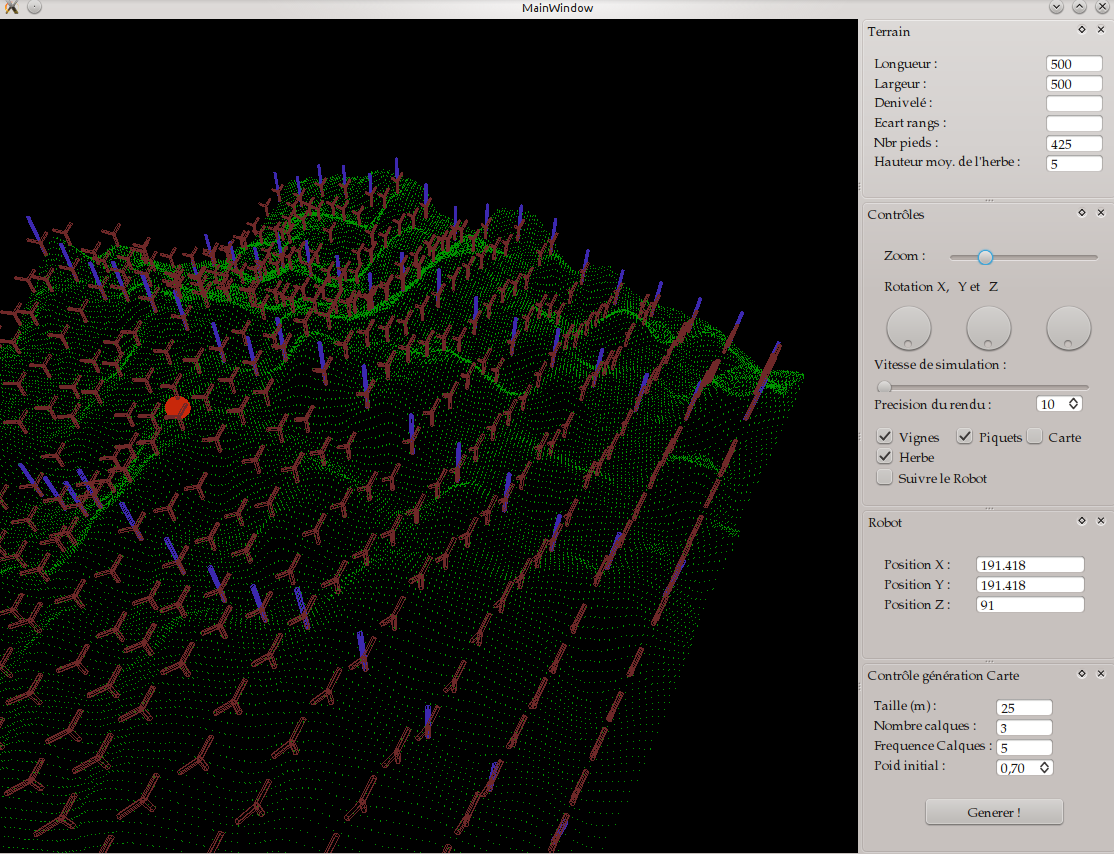 MainWindow
Terrain
Longueur : 500
Largeur : 500
Denivelé :
Ecart rangs :
Nbr pieds : 425
Hauteur moy. de l'herbe : 5
Contrôles
Zoom :
Rotation X, Y et Z
Vitesse de simulation :
Precision du rendu : 10
Vignes Piquets Carte
Herbe
Suivre le Robot
Robot
Position X : 191.418
Position Y : 191.418
Position Z : 91
Contrôle génération Carte
Taille (m) : 25
Nombre calques : 3
Frequence Calques : 5
Poid initial : 0,70
Generer !